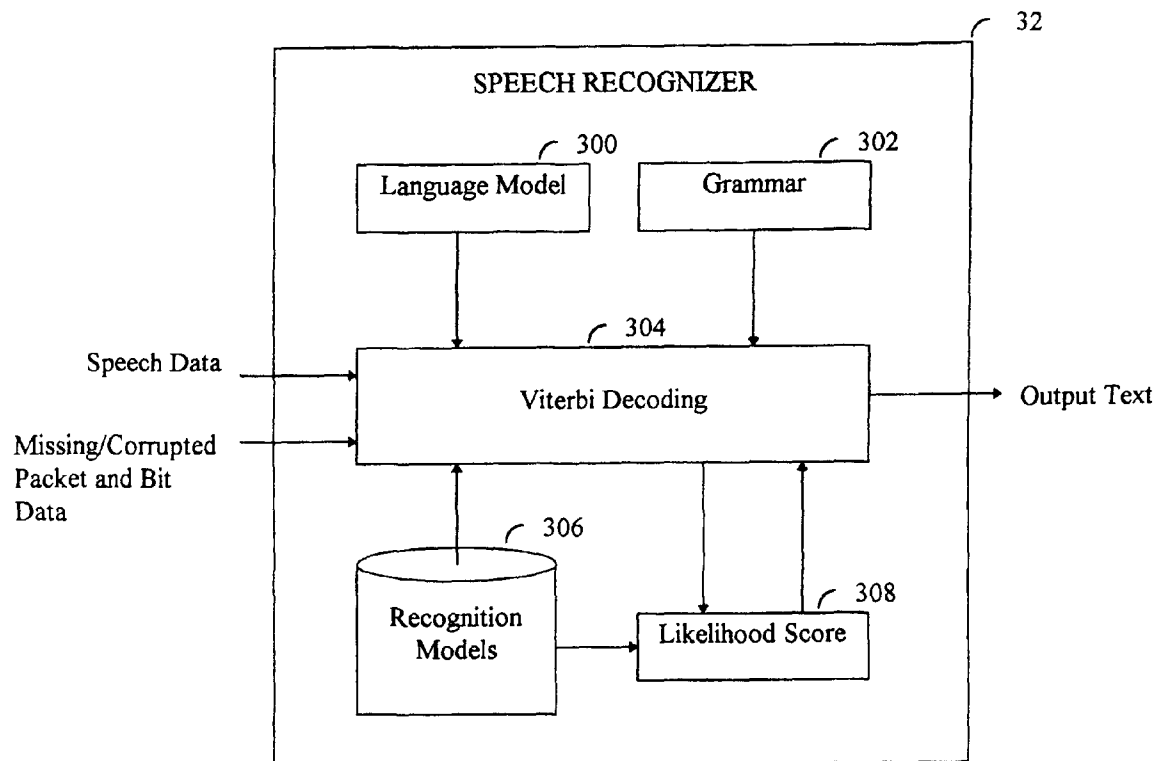 32
SPEECH RECOGNIZER
300
302
Language Model
Grammar
304
Speech Data
Viterbi Decoding
Output Text
Missing/Corrupted
Packet and Bit
Data
306
Recognition
Models
308
Likelihood Score